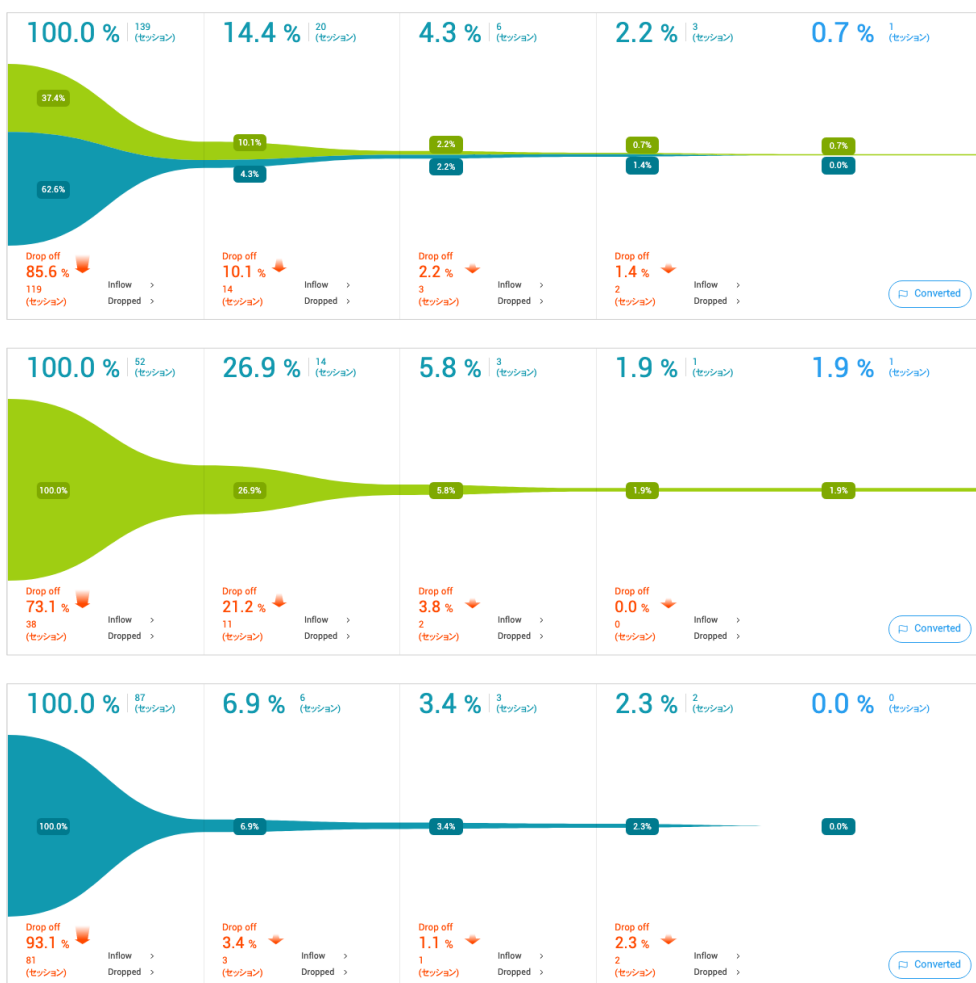 100.0 % 139 (セッション) 14.4 % 20 (セッション) 4.3 % 6 (セッション) 2.2 % 3 (セッション) 0.7 % 1 (セッション)
37.4%
10.1% 2.2% 0.7% 0.7%
62.6% 4.3% 2.2% 1.4% 0.0%
Drop off Drop off Drop off Drop off
85.6 % 10.1 % 2.2 % 1.4 %
119 Inflow > 14 Inflow > 3 Inflow > 2 Inflow >
(セッション) Dropped > (セッション) Dropped > (セッション) Dropped > (セッション) Dropped >
Converted
100.0 % 52 (セッション) 26.9 % 14 (セッション) 5.8 % 3 (セッション) 1.9 % 1 (セッション) 1.9 % 1 (セッション)
100.0% 26.9% 5.8% 1.9% 1.9%
Drop off Drop off Drop off Drop off
73.1 % 21.2 % 3.8 % 0.0 %
38 Inflow > 11 Inflow > 2 Inflow > 0 Inflow >
(セッション) Dropped > (セッション) Dropped > (セッション) Dropped > (セッション) Dropped >
Converted
100.0 % 87 (セッション) 6.9 % 6 (セッション) 3.4 % 3 (セッション) 2.3 % 2 (セッション) 0.0 % 0 (セッション)
100.0% 6.9% 3.4% 2.3% 0.0%
Drop off Drop off Drop off Drop off
93.1 % 3.4 % 1.1 % 2.3 %
81 Inflow > 3 Inflow > 1 Inflow > 2 Inflow >
(セッション) Dropped > (セッション) Dropped > (セッション) Dropped > (セッション) Dropped >
Converted